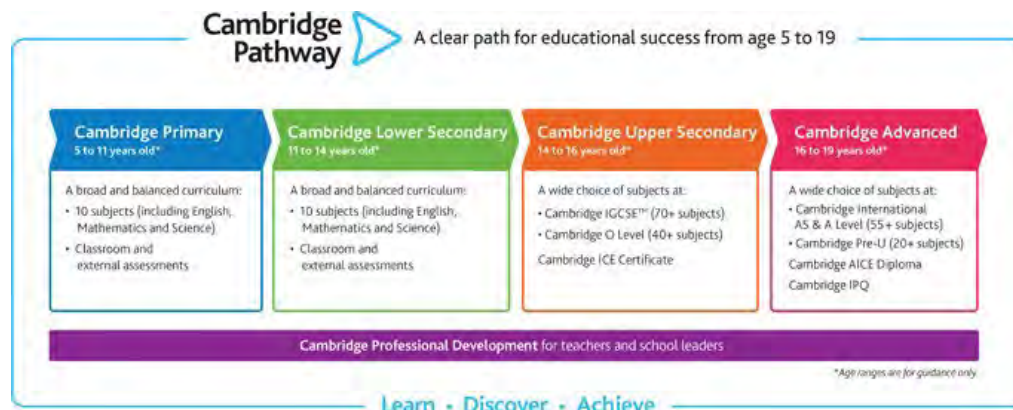 Cambridge
Pathway
A clear path for educational success from age 5 to 19
Cambridge Primary
5 to 11 years old*
A broad and balanced curriculum:
• 10 subjects (including English,
Mathematics and Science)
• Classroom and
external assessments
Cambridge Lower Secondary
11 to 14 years old*
A broad and balanced curriculum:
• 10 subjects (including English,
Mathematics and Science)
• Classroom and
external assessments
Cambridge Upper Secondary
14 to 16 years old*
A wide choice of subjects at:
• Cambridge IGCSE™ (70+ subjects)
• Cambridge O Level (40+ subjects)
Cambridge ICE Certificate
Cambridge Advanced
16 to 19 years old*
A wide choice of subjects at:
• Cambridge International
AS & A Level (55+ subjects)
• Cambridge Pre-U (20+ subjects)
Cambridge AICE Diploma
Cambridge IPQ
Cambridge Professional Development for teachers and school leaders
*Age ranges are for guidance only
Learn • Discover • Achieve